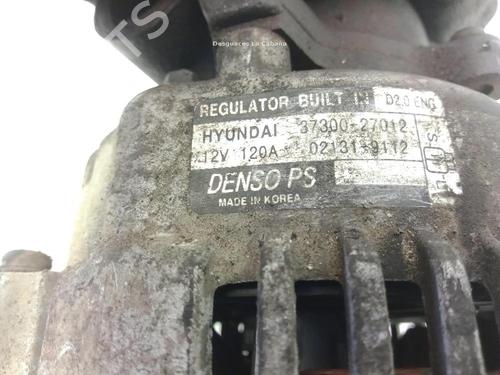 Desguaces La Cabaña
REGULATOR BUILT IN D2.0 ENG
HYUNDAI 37300-27012
12V 120A 0213189112
DENSO PS
MADE IN KOREA
S